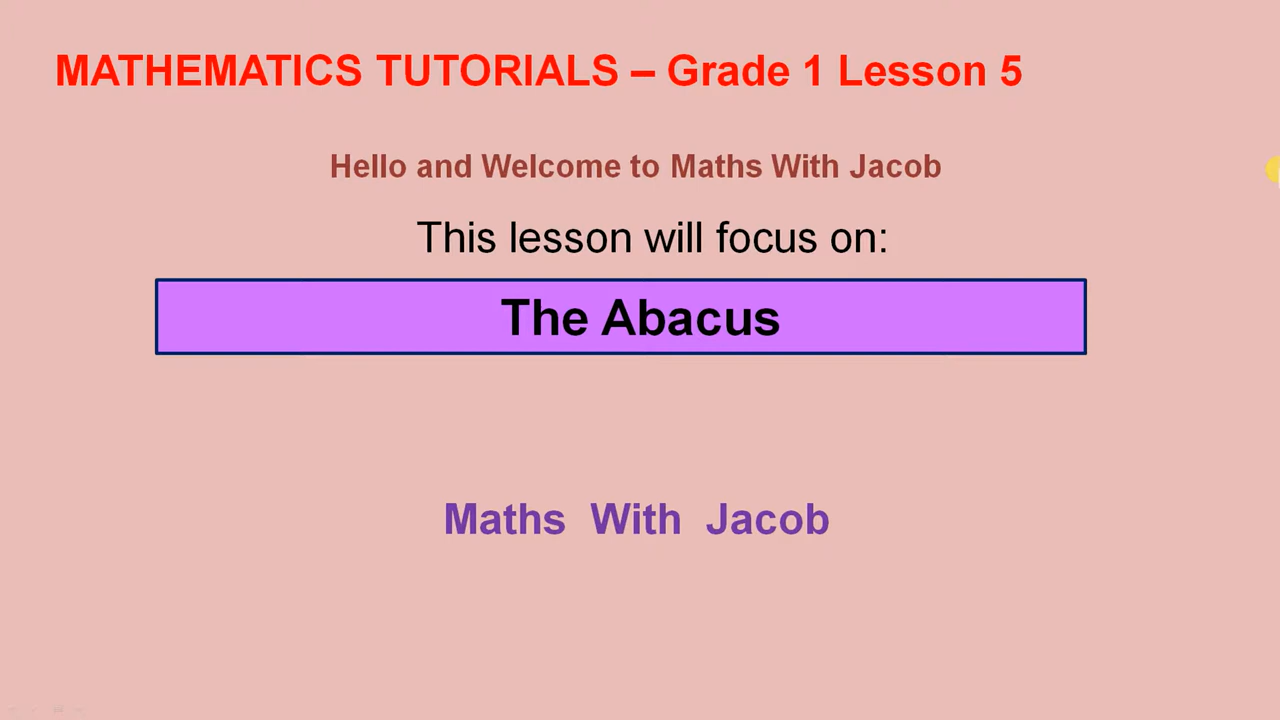 MATHEMATICS TUTORIALS – Grade 1 Lesson 5
Hello and Welcome to Maths With Jacob
This lesson will focus on:
The Abacus
Maths With Jacob